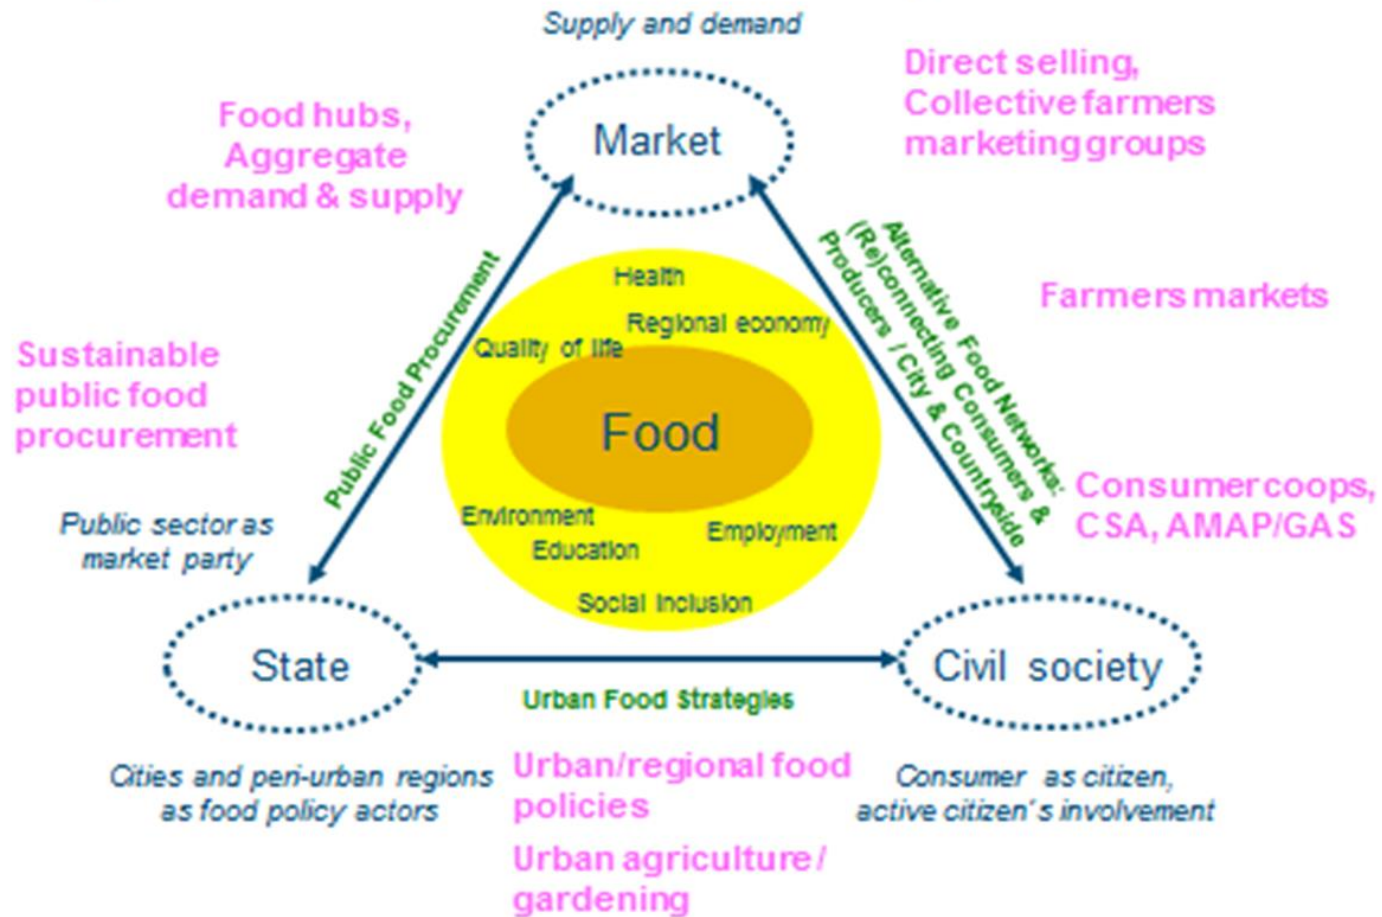 Supply and demand
Market
Direct selling,
Collective farmers
marketing groups
Food hubs,
Aggregate
demand & supply
Public Food Procurement
Alternative Food Networks:
(Re)connecting Consumers &
Producers / City & Countryside
Farmers markets
Sustainable
public food
procurement
Health
Regional economy
Quality of life
Food
Environment
Employment
Education
Social Inclusion
Consumer coops,
CSA, AMAP/GAS
Public sector as
market party
State
Civil society
Urban Food Strategies
Cities and peri-urban regions
as food policy actors
Urban/regional food
policies
Urban agriculture/
gardening
Consumer as citizen,
active citizen's involvement